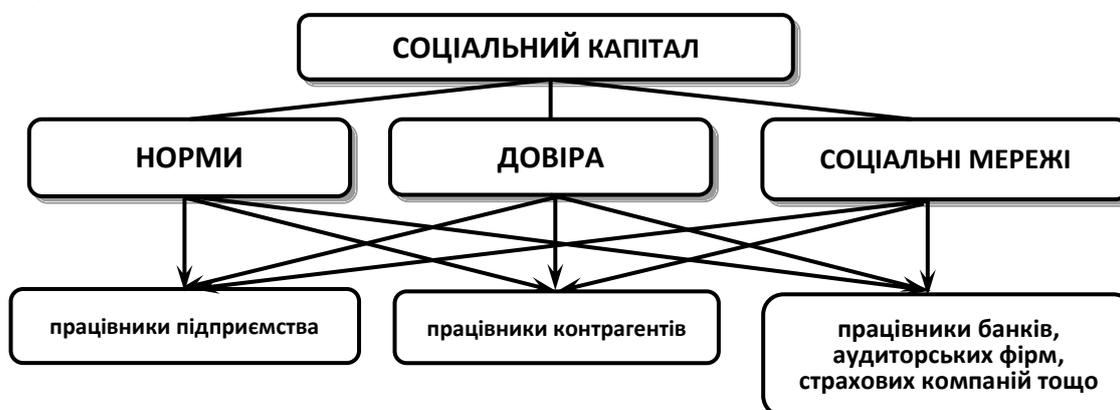 СОЦІАЛЬНИЙ КАПІТАЛ
НОРМИ
ДОВІРА
СОЦІАЛЬНІ МЕРЕЖІ
працівники підприємства
працівники контрагентів
працівники банків,
аудиторських фірм,
страхових компаній тощо